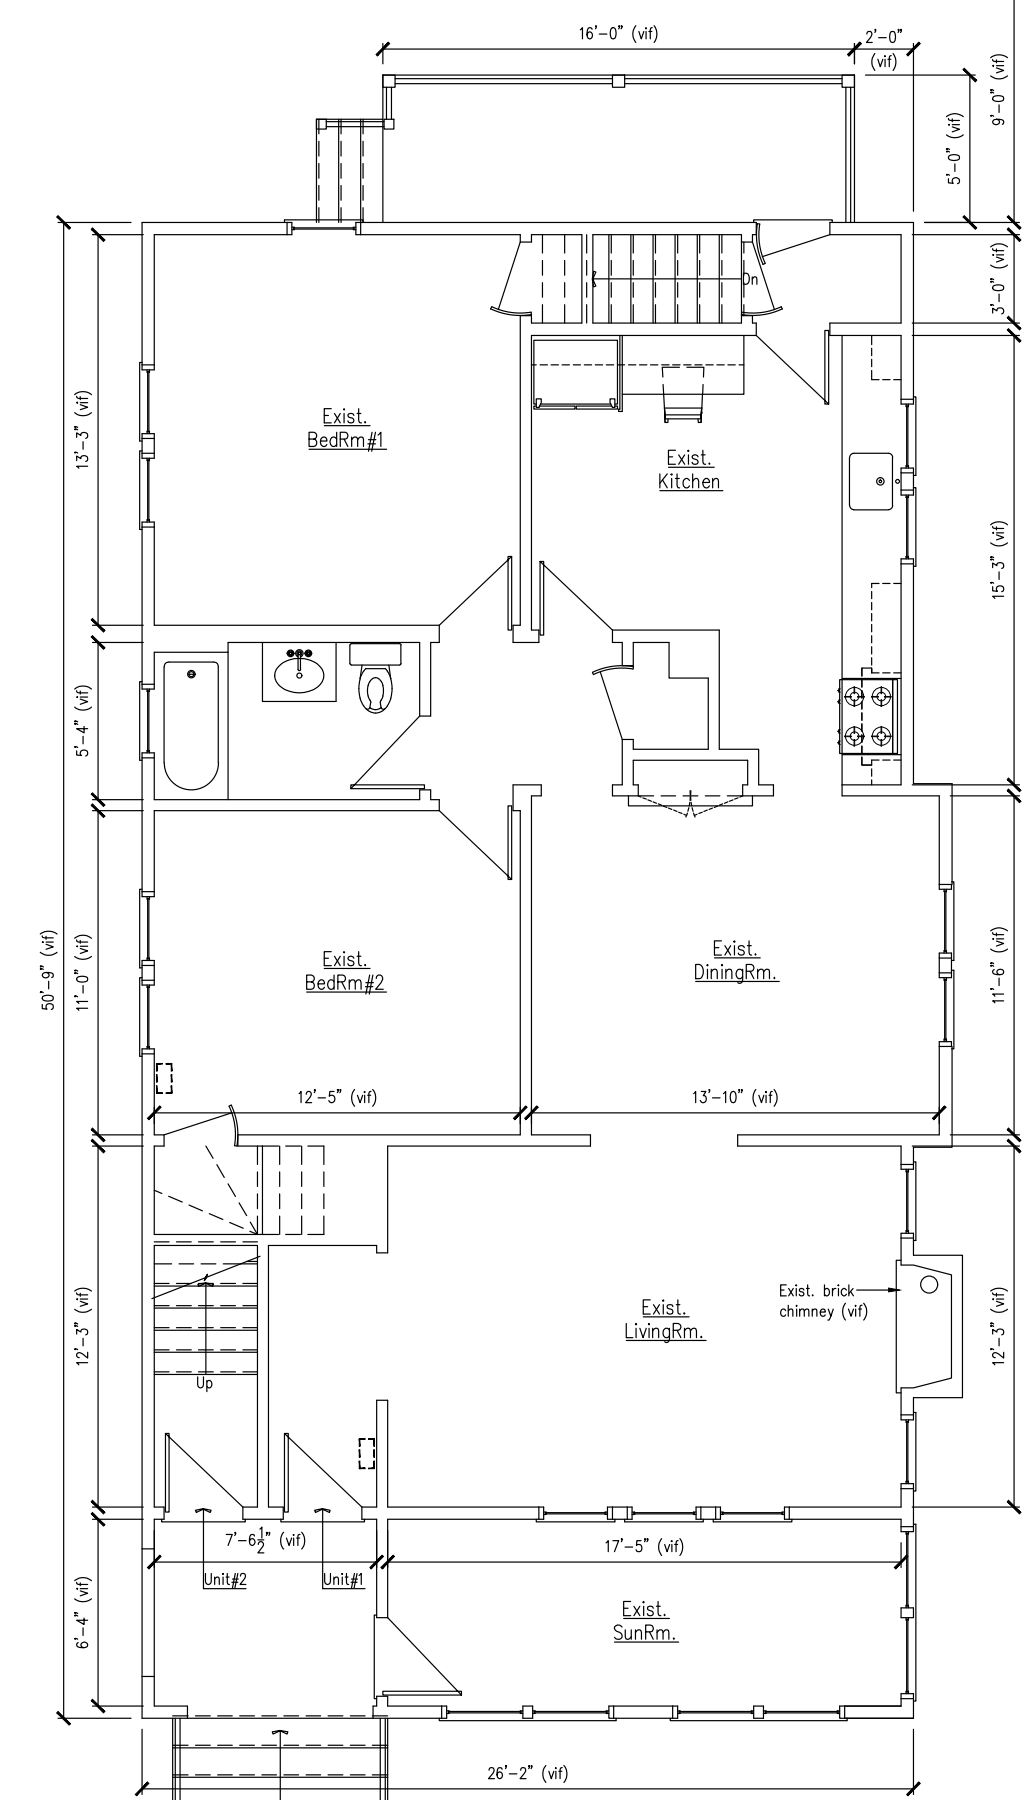 16'-0" (vif)
2'-0"
(vif)
9'-0" (vif)
5'-0" (vif)
3'-0" (vif)
Dn
13'-3" (vif)
Exist.
BedRm#1
Exist.
Kitchen
15'-3" (vif)
5'-4" (vif)
50'-9" (vif)
11'-0" (vif)
Exist.
BedRm#2
Exist.
DiningRm.
11'-6" (vif)
12'-5" (vif)
13'-10" (vif)
12'-3" (vif)
Up
Exist.
LivingRm.
Exist. brick
chimney (vif)
12'-3" (vif)
7'-6 1/2" (vif)
17'-5" (vif)
Unit#2
Unit#1
6'-4" (vif)
Exist.
SunRm.
26'-2" (vif)